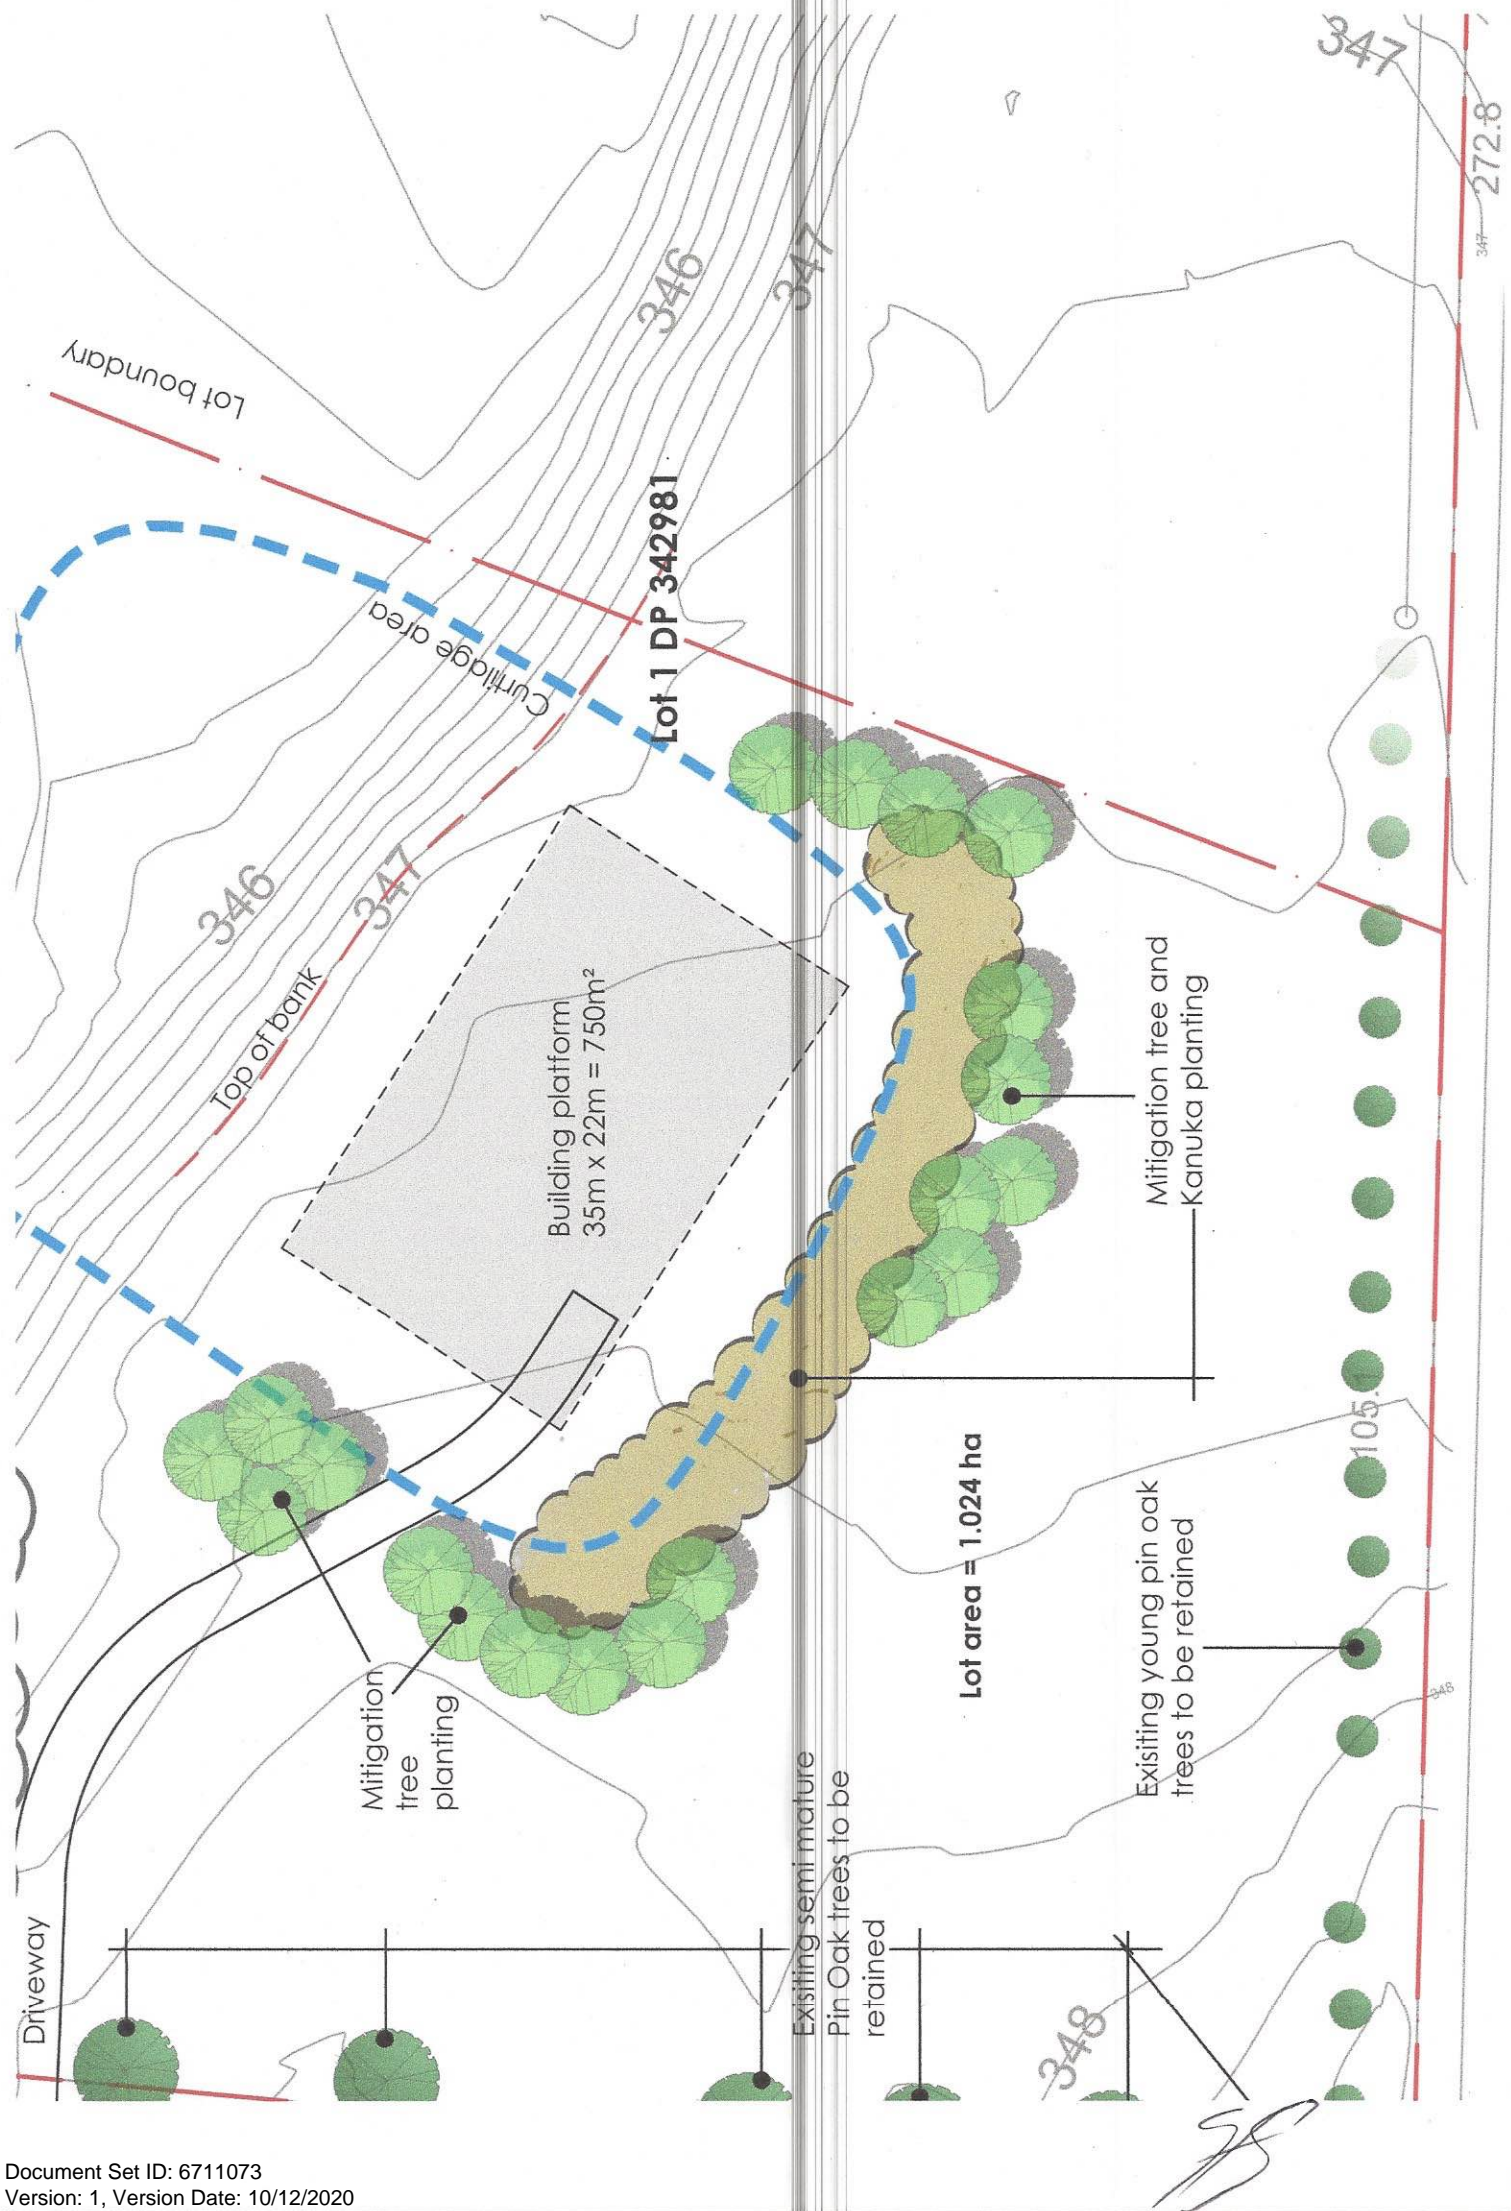 347
272.8
347
Lot boundary
346
347
Curtilage area
Lot 1 DP 342981
346
347
Top of bank
Building platform
35m x 22m = 750m²
Mitigation tree and
Kanuka planting
Mitigation
tree
planting
Lot area = 1.024 ha
105.
Exisiting young pin oak
trees to be retained
348
Exisiting semi mature
Pin Oak trees to be
retained
Driveway
348
Document Set ID: 6711073
Version: 1, Version Date: 10/12/2020